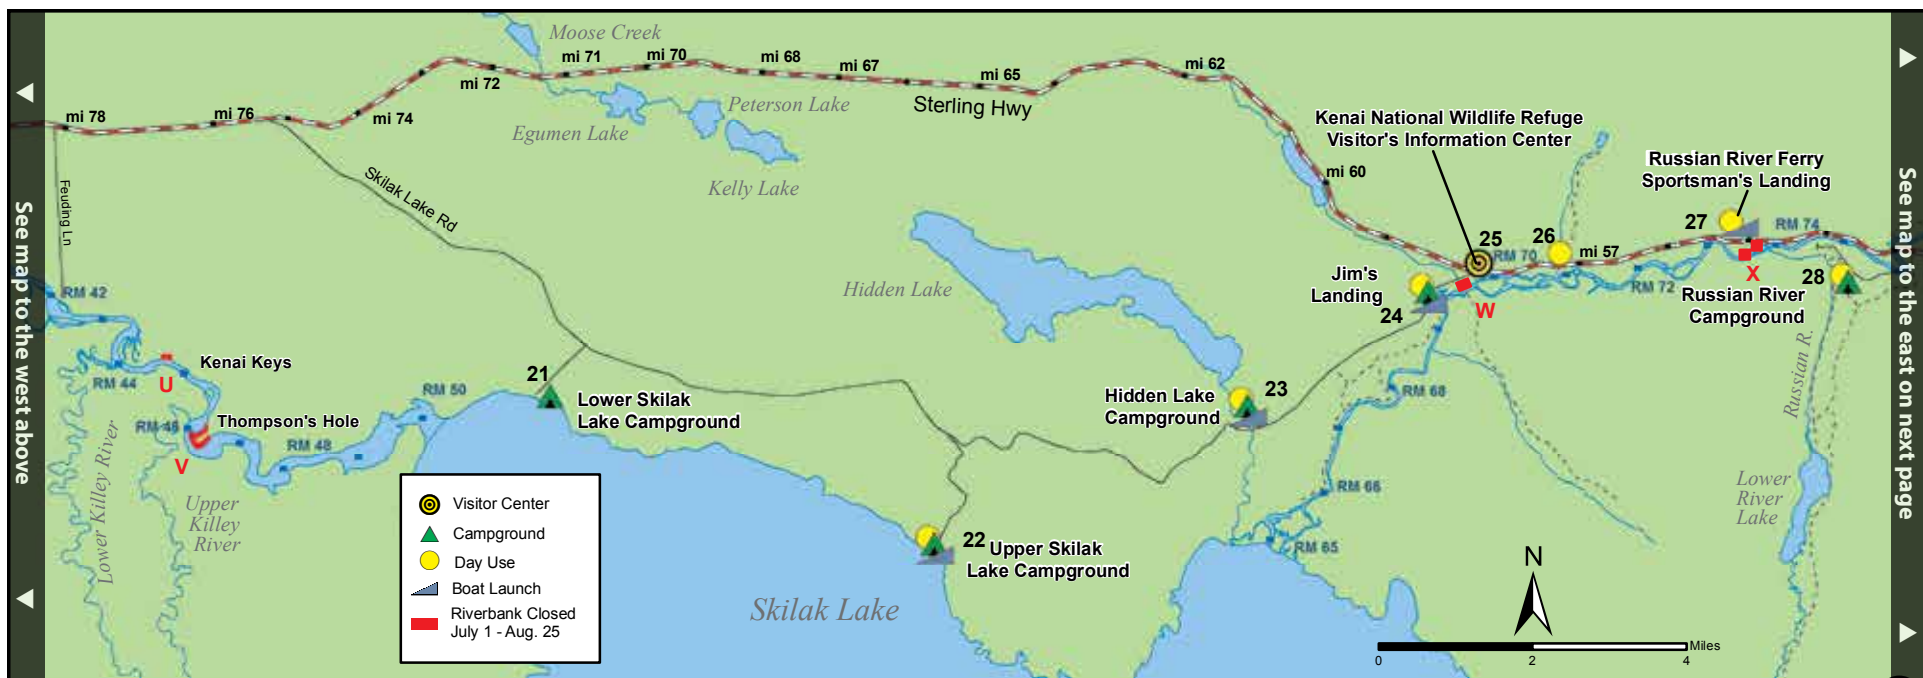 See map to the west above
See map to the east on next page
Moose Creek
mi 78
mi 76
mi 74
mi 72
mi 71
mi 70
mi 68
mi 67
mi 65
mi 62
mi 60
mi 57
Sterling Hwy
Peterson Lake
Egumen Lake
Kelly Lake
Kenai National Wildlife Refuge
Visitor's Information Center
Russian River Ferry
Sportsman's Landing
Feuding Ln
Skilak Lake Rd
Hidden Lake
Jim's
Landing
24
25
RM 70
26
27
RM 74
X
28
RM 72
W
Russian River
Campground
Russian R.
RM 42
RM 44
U
Kenai Keys
RM 46
Thompson's Hole
V
RM 48
RM 50
Lower Killey River
Upper
Killey
River
21
Lower Skilak
Lake Campground
Hidden Lake
Campground
23
RM 68
RM 66
RM 65
Lower
River
Lake
22
Upper Skilak
Lake Campground
Skilak Lake
Visitor Center
Campground
Day Use
Boat Launch
Riverbank Closed
July 1 - Aug. 25
N
Miles
0 2 4